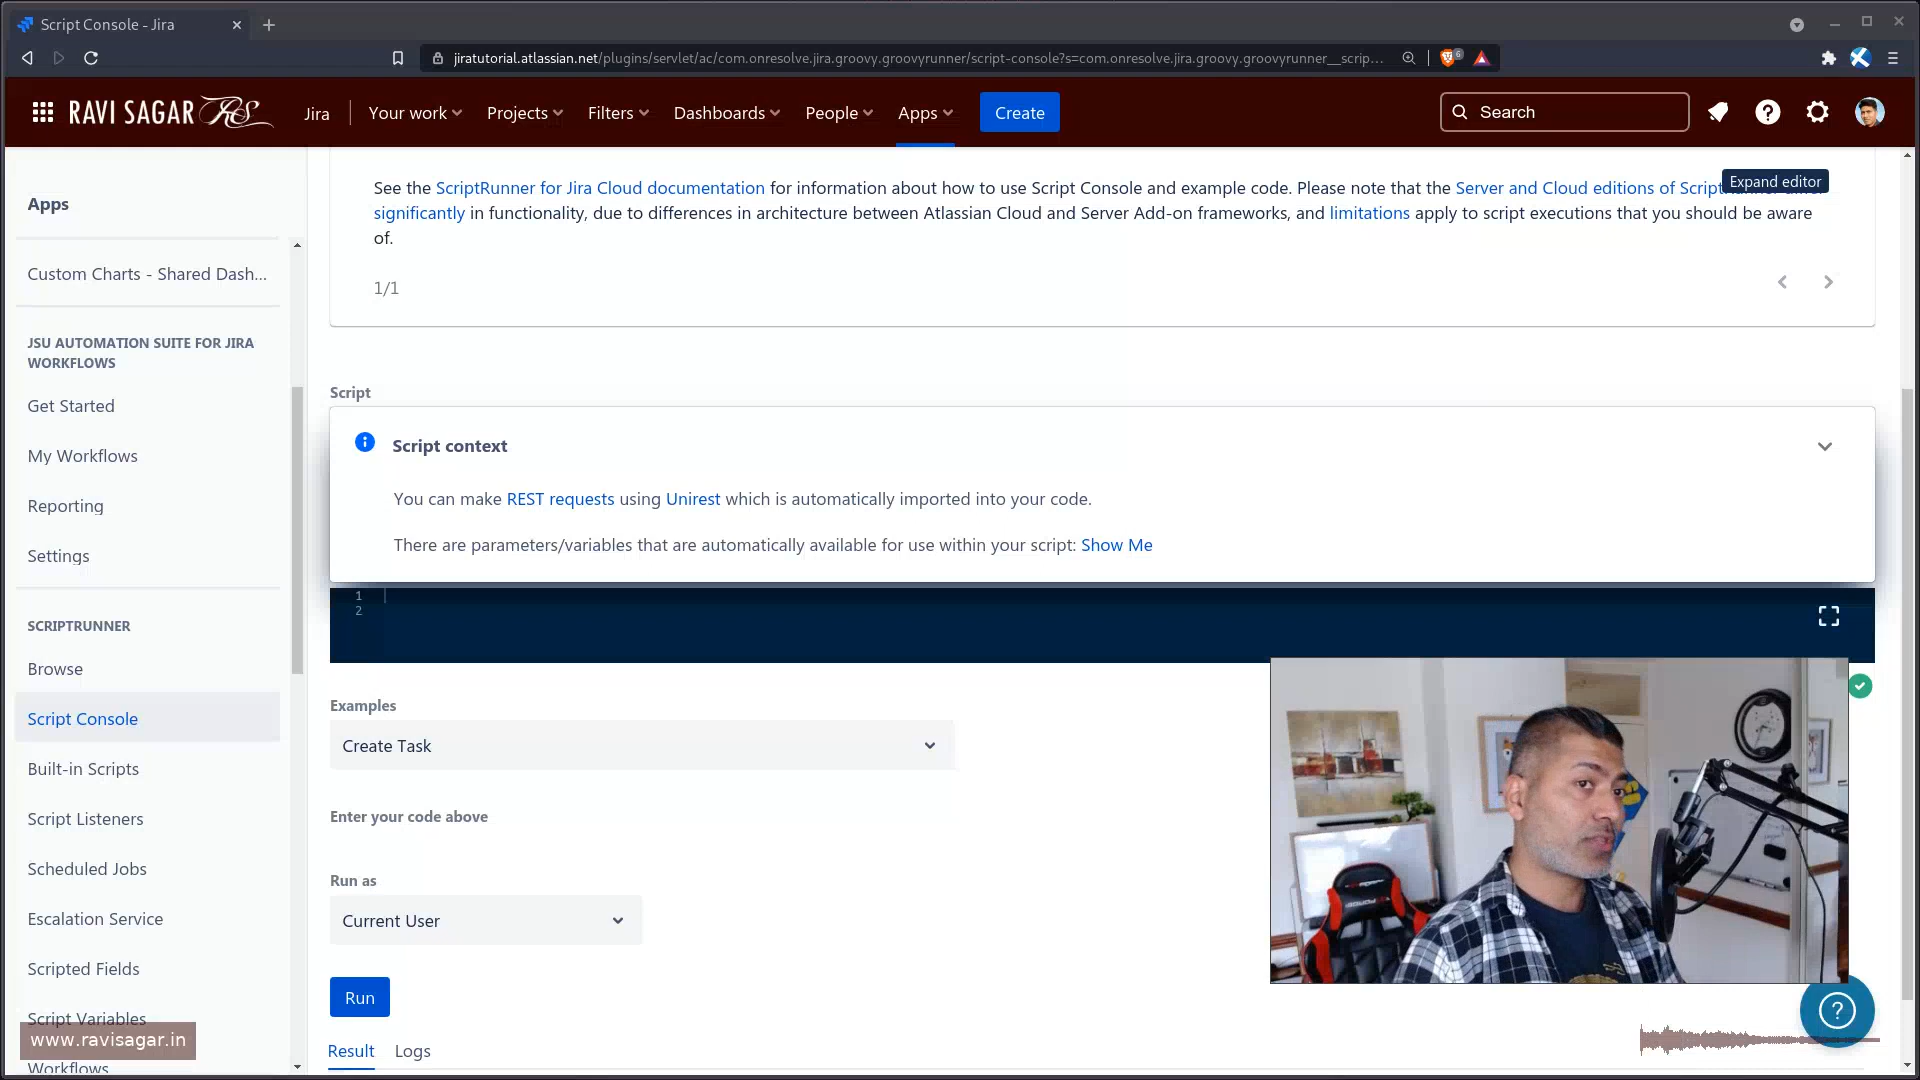 Script Console - Jira
jiratutorial.atlassian.net/plugins/servlet/ac/com.onresolve.jira.groovy.groovyrunner/script-console?s=com.onresolve.jira.groovy.groovyrunner__scrip...
6
RAVI SAGAR RS Jira Your work Projects Filters Dashboards People Apps Create Search
Apps
Custom Charts - Shared Dash...
JSU AUTOMATION SUITE FOR JIRA
WORKFLOWS
Get Started
My Workflows
Reporting
Settings
SCRIPTRUNNER
Browse
Script Console
Built-in Scripts
Script Listeners
Scheduled Jobs
Escalation Service
Scripted Fields
Script Variables
www.ravisagar.in
Workflows
See the ScriptRunner for Jira Cloud documentation for information about how to use Script Console and example code. Please note that the Server and Cloud editions of Script
Expand editor
significantly in functionality, due to differences in architecture between Atlassian Cloud and Server Add-on frameworks, and limitations apply to script executions that you should be aware
of.
1/1
Script
Script context
You can make REST requests using Unirest which is automatically imported into your code.
There are parameters/variables that are automatically available for use within your script: Show Me
1
2
Examples
Create Task
Enter your code above
Run as
Current User
Run
Result Logs